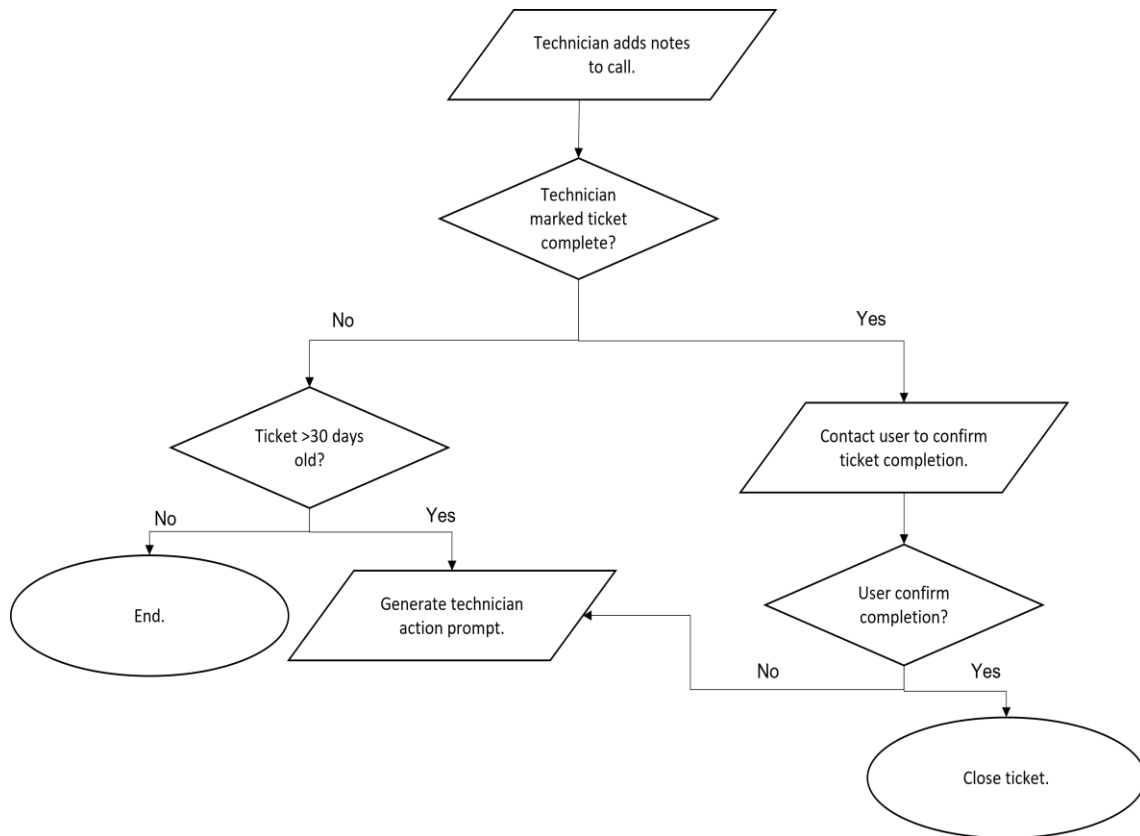 Technician adds notes
to call.
Technician
marked ticket
complete?
No
Yes
Ticket >30 days
old?
Contact user to confirm
ticket completion.
No
Yes
End.
Generate technician
action prompt.
User confirm
completion?
No
Yes
Close ticket.